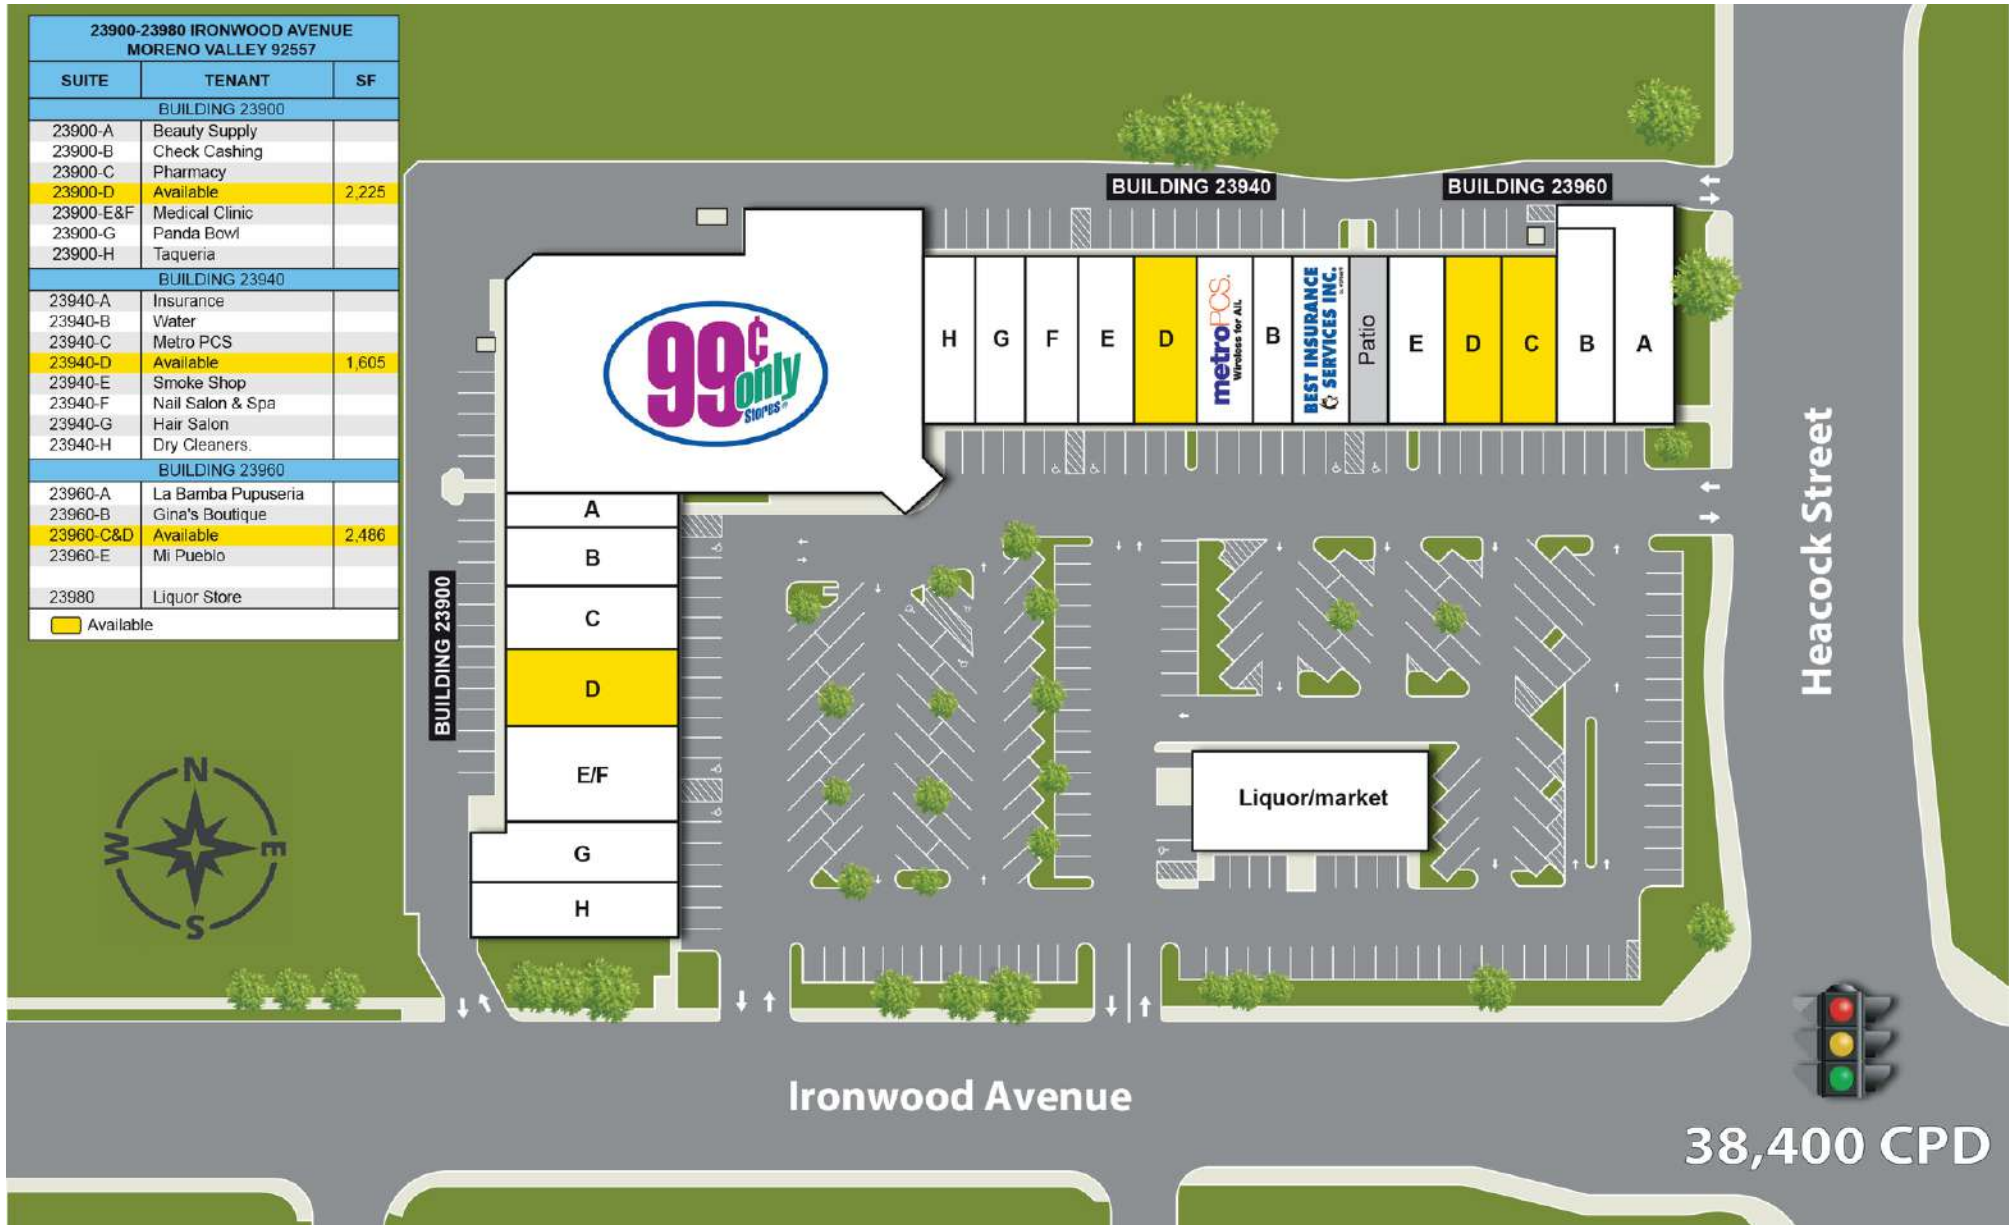 23900-23980 IRONWOOD AVENUE
MORENO VALLEY 92557
SUITE TENANT SF
BUILDING 23900
23900-A Beauty Supply
23900-B Check Cashing
23900-C Pharmacy
23900-D Available 2,225
23900-E&F Medical Clinic
23900-G Panda Bowl
23900-H Taqueria
BUILDING 23940
23940-A Insurance
23940-B Water
23940-C Metro PCS
23940-D Available 1,605
23940-E Smoke Shop
23940-F Nail Salon & Spa
23940-G Hair Salon
23940-H Dry Cleaners.
BUILDING 23960
23960-A La Bamba Pupuseria
23960-B Gina's Boutique
23960-C&D Available 2,486
23960-E Mi Pueblo
23980 Liquor Store
Available
BUILDING 23940
BUILDING 23960
99¢ only
Stores
H
G
F
E
D
metroPCS.
Wireless for All.
B
BEST INSURANCE
SERVICES INC.
Patio
E
D
C
B
A
A
B
C
D
E/F
G
H
BUILDING 23900
Liquor/market
Heacock Street
N
E
S
W
Ironwood Avenue
38,400 CPD